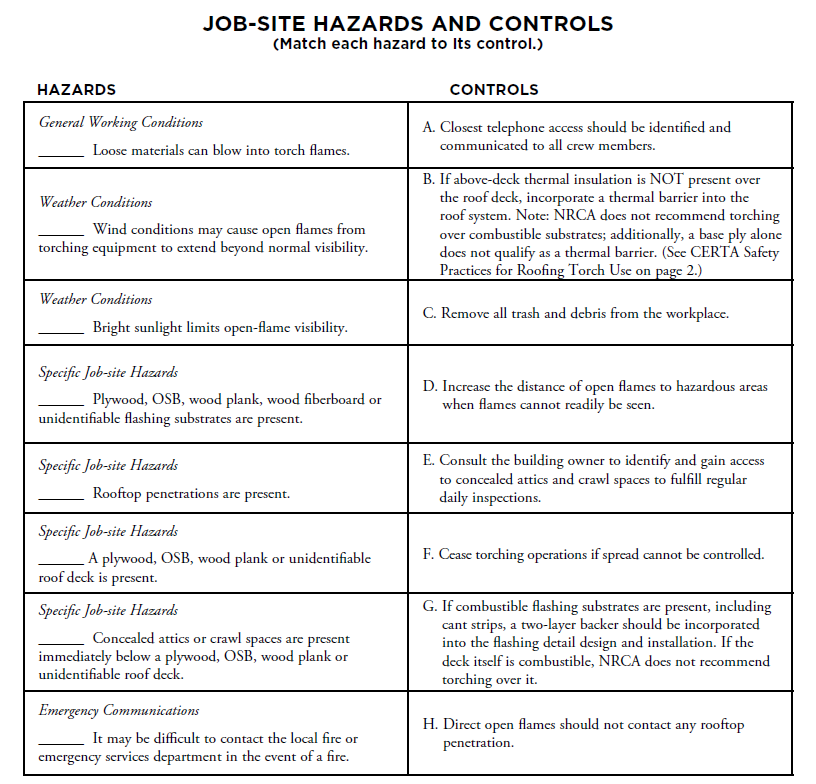 JOB-SITE HAZARDS AND CONTROLS
(Match each hazard to its control.)
HAZARDS
CONTROLS
General Working Conditions
______ Loose materials can blow into torch flames.
A. Closest telephone access should be identified and
communicated to all crew members.
Weather Conditions
______ Wind conditions may cause open flames from
torching equipment to extend beyond normal visibility.
B. If above-deck thermal insulation is NOT present over
the roof deck, incorporate a thermal barrier into the
roof system. Note: NRCA does not recommend torching
over combustible substrates; additionally, a base ply alone
does not qualify as a thermal barrier. (See CERTA Safety
Practices for Roofing Torch Use on page 2.)
Weather Conditions
______ Bright sunlight limits open-flame visibility.
C. Remove all trash and debris from the workplace.
Specific Job-site Hazards
______ Plywood, OSB, wood plank, wood fiberboard or
unidentifiable flashing substrates are present.
D. Increase the distance of open flames to hazardous areas
when flames cannot readily be seen.
Specific Job-site Hazards
______ Rooftop penetrations are present.
E. Consult the building owner to identify and gain access
to concealed attics and crawl spaces to fulfill regular
daily inspections.
Specific Job-site Hazards
______ A plywood, OSB, wood plank or unidentifiable
roof deck is present.
F. Cease torching operations if spread cannot be controlled.
Specific Job-site Hazards
______ Concealed attics or crawl spaces are present
immediately below a plywood, OSB, wood plank or
unidentifiable roof deck.
G. If combustible flashing substrates are present, including
cant strips, a two-layer backer should be incorporated
into the flashing detail design and installation. If the
deck itself is combustible, NRCA does not recommend
torching over it.
Emergency Communications
______ It may be difficult to contact the local fire or
emergency services department in the event of a fire.
H. Direct open flames should not contact any rooftop
penetration.